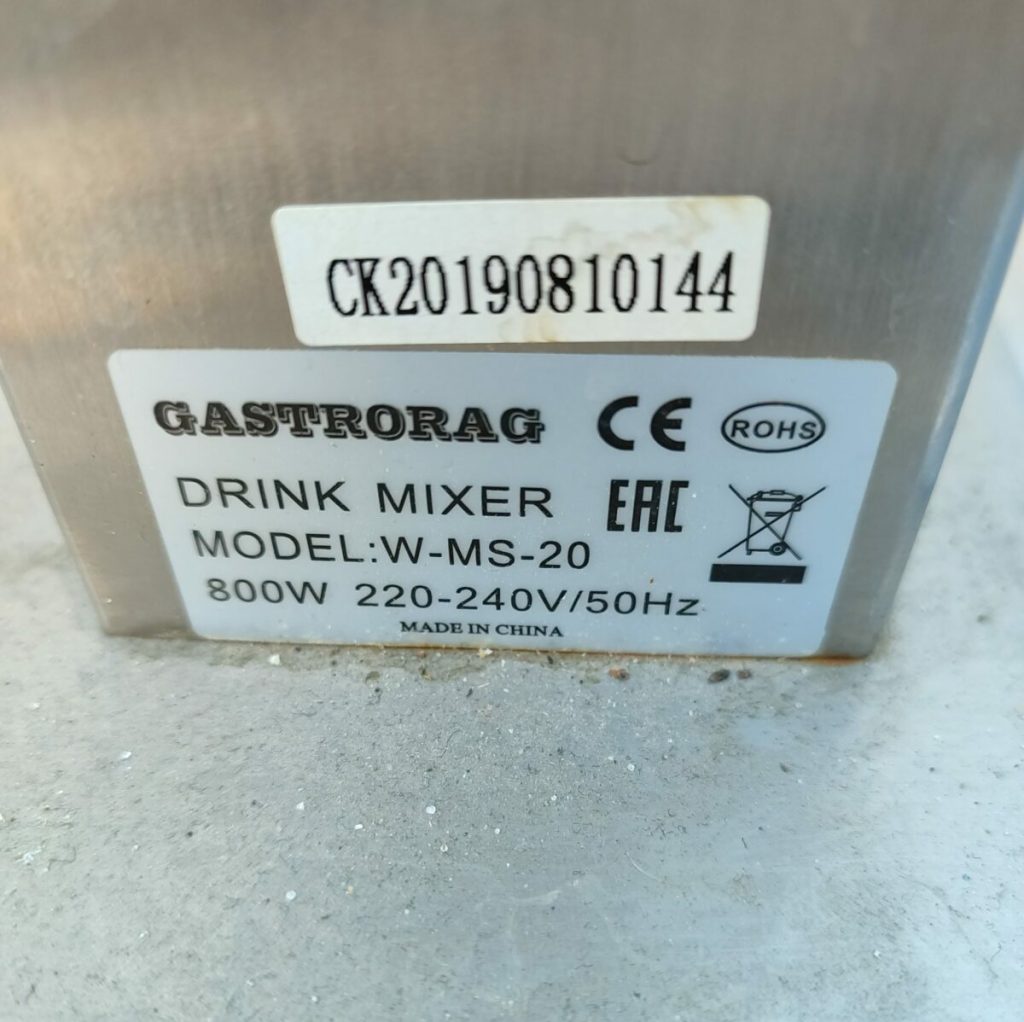 CK20190810144
GASTRORAG CE ROHS
DRINK MIXER EAC
MODEL:W-MS-20
800W 220-240V/50Hz
MADE IN CHINA